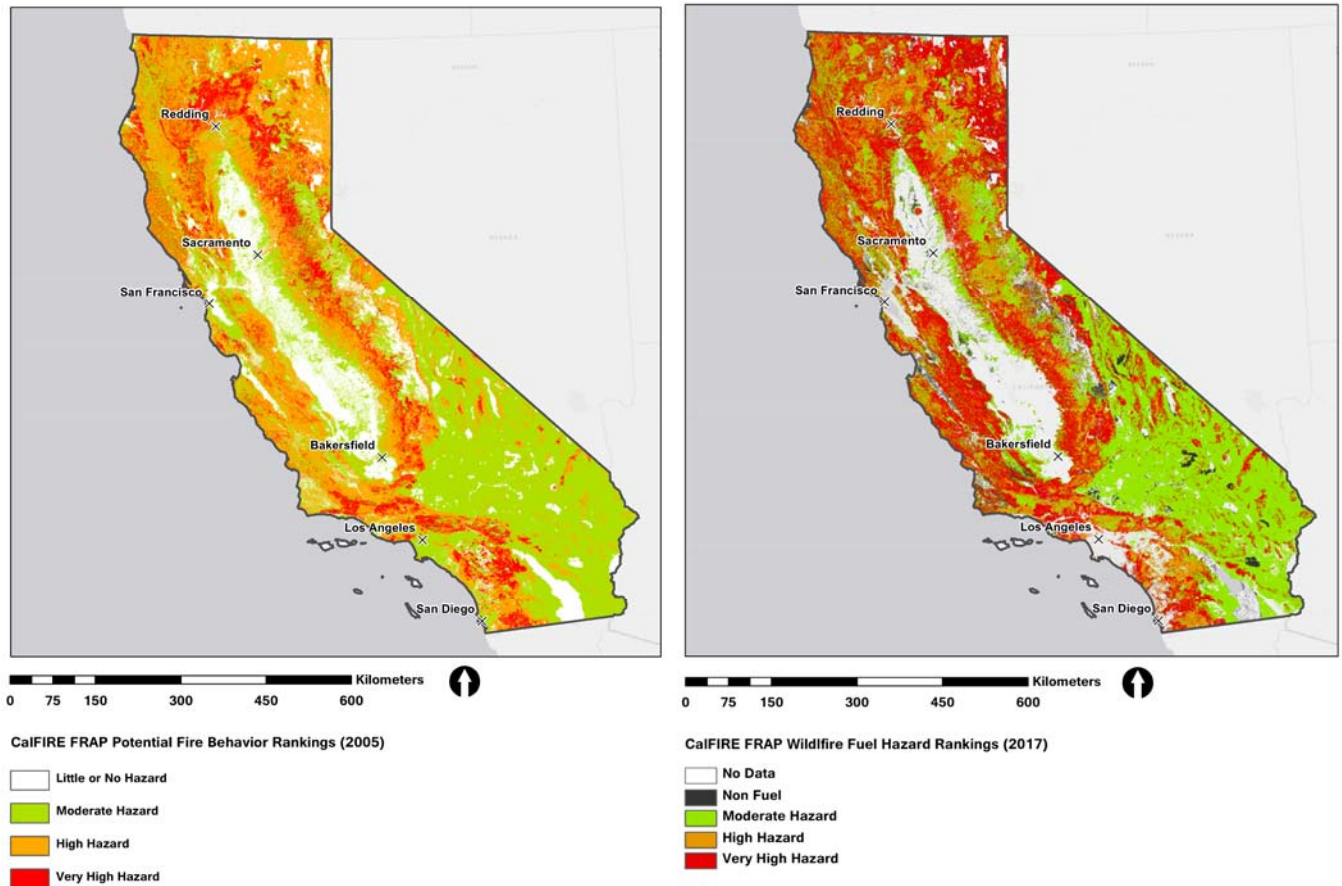 Redding
Sacramento
San Francisco
Bakersfield
Los Angeles
San Diego
Kilometers
0 75 150 300 450 600
CalFIRE FRAP Potential Fire Behavior Rankings (2005)
Little or No Hazard
Moderate Hazard
High Hazard
Very High Hazard
Redding
Sacramento
San Francisco
Bakersfield
Los Angeles
San Diego
Kilometers
0 75 150 300 450 600
CalFIRE FRAP Wildlfire Fuel Hazard Rankings (2017)
No Data
Non Fuel
Moderate Hazard
High Hazard
Very High Hazard